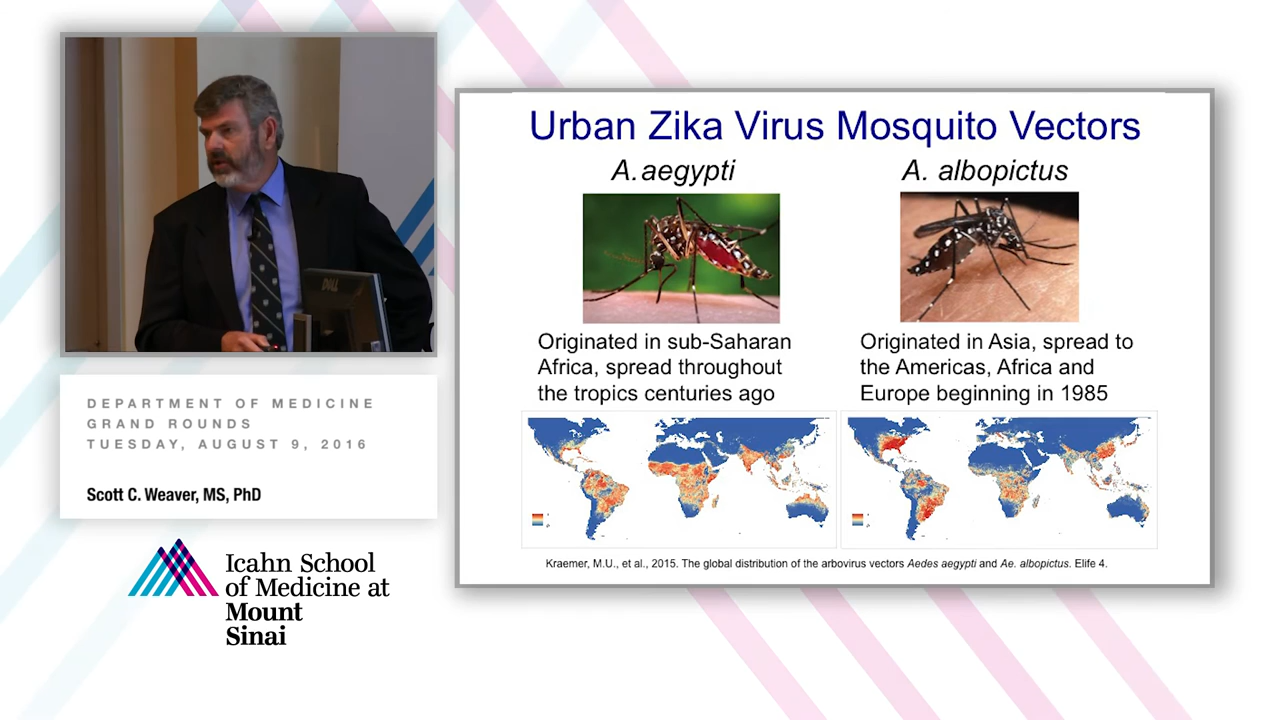 DELL
DEPARTMENT OF MEDICINE
GRAND ROUNDS
TUESDAY, AUGUST 9, 2016
Scott C. Weaver, MS, PhD
Icahn School
of Medicine at
Mount
Sinai
Urban Zika Virus Mosquito Vectors
A. aegypti
A. albopictus
Originated in sub-Saharan
Africa, spread throughout
the tropics centuries ago
Originated in Asia, spread to
the Americas, Africa and
Europe beginning in 1985
Kraemer, M.U., et al., 2015. The global distribution of the arbovirus vectors Aedes aegypti and Ae. albopictus. Elife 4.